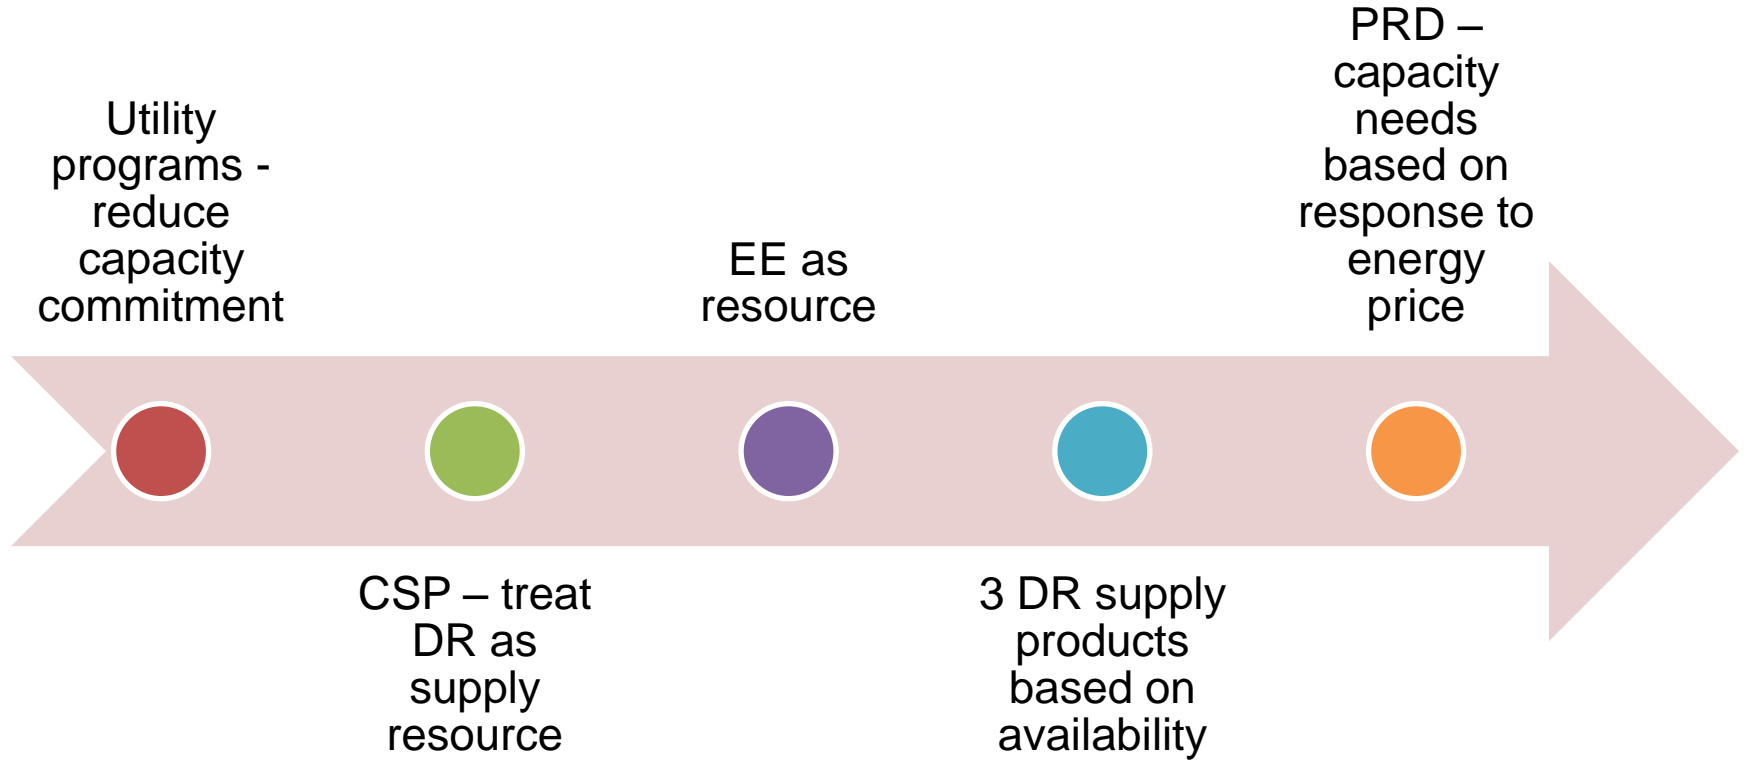 Utility
programs -
reduce
capacity
commitment
CSP – treat
DR as
supply
resource
EE as
resource
3 DR supply
products
based on
availability
PRD –
capacity
needs
based on
response to
energy
price